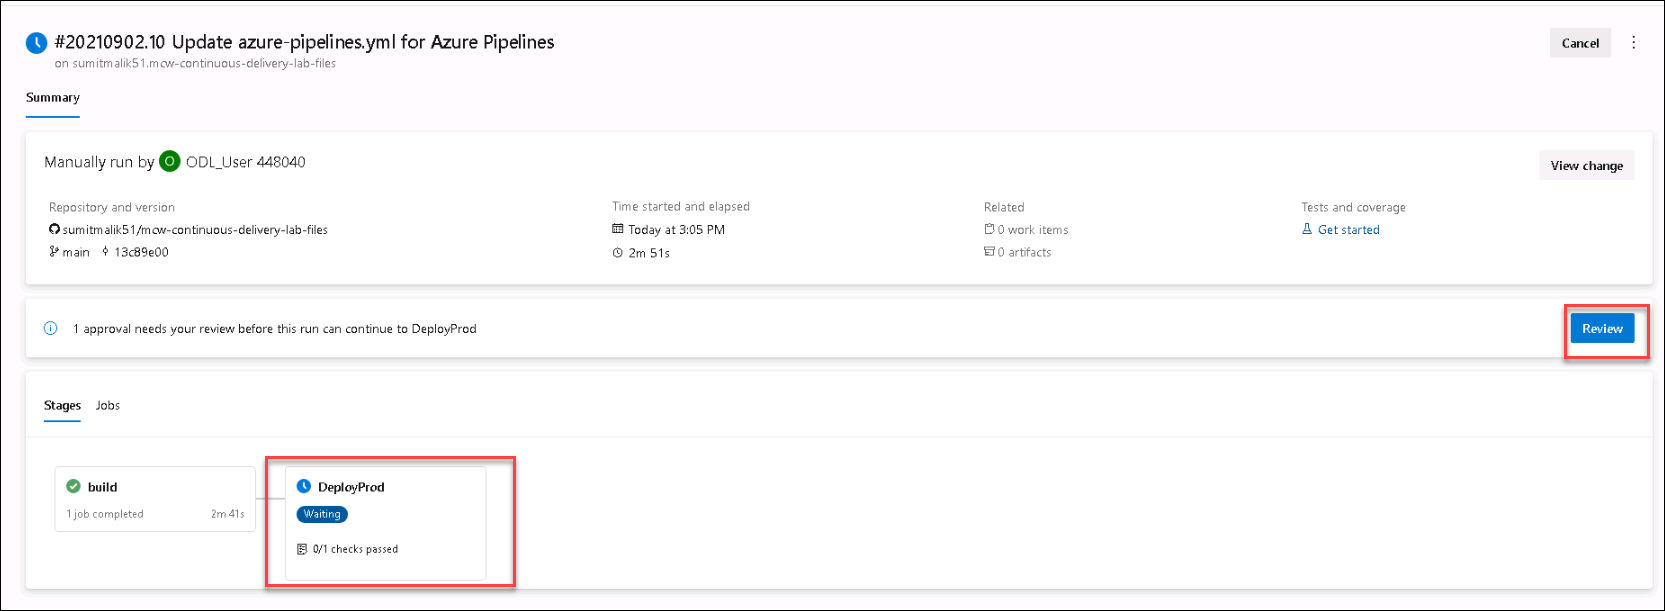 #20210902.10 Update azure-pipelines.yml for Azure Pipelines
on sumitmalik51.mcw-continuous-delivery-lab-files
Cancel
Summary
Manually run by O ODL_User 448040
View change
Repository and version
sumitmalik51/mcw-continuous-delivery-lab-files
main 13c89e00
Time started and elapsed
Today at 3:05 PM
2m 51s
Related
0 work items
0 artifacts
Tests and coverage
Get started
1 approval needs your review before this run can continue to DeployProd
Review
Stages Jobs
build
1 job completed 2m 41s
DeployProd
Waiting
0/1 checks passed